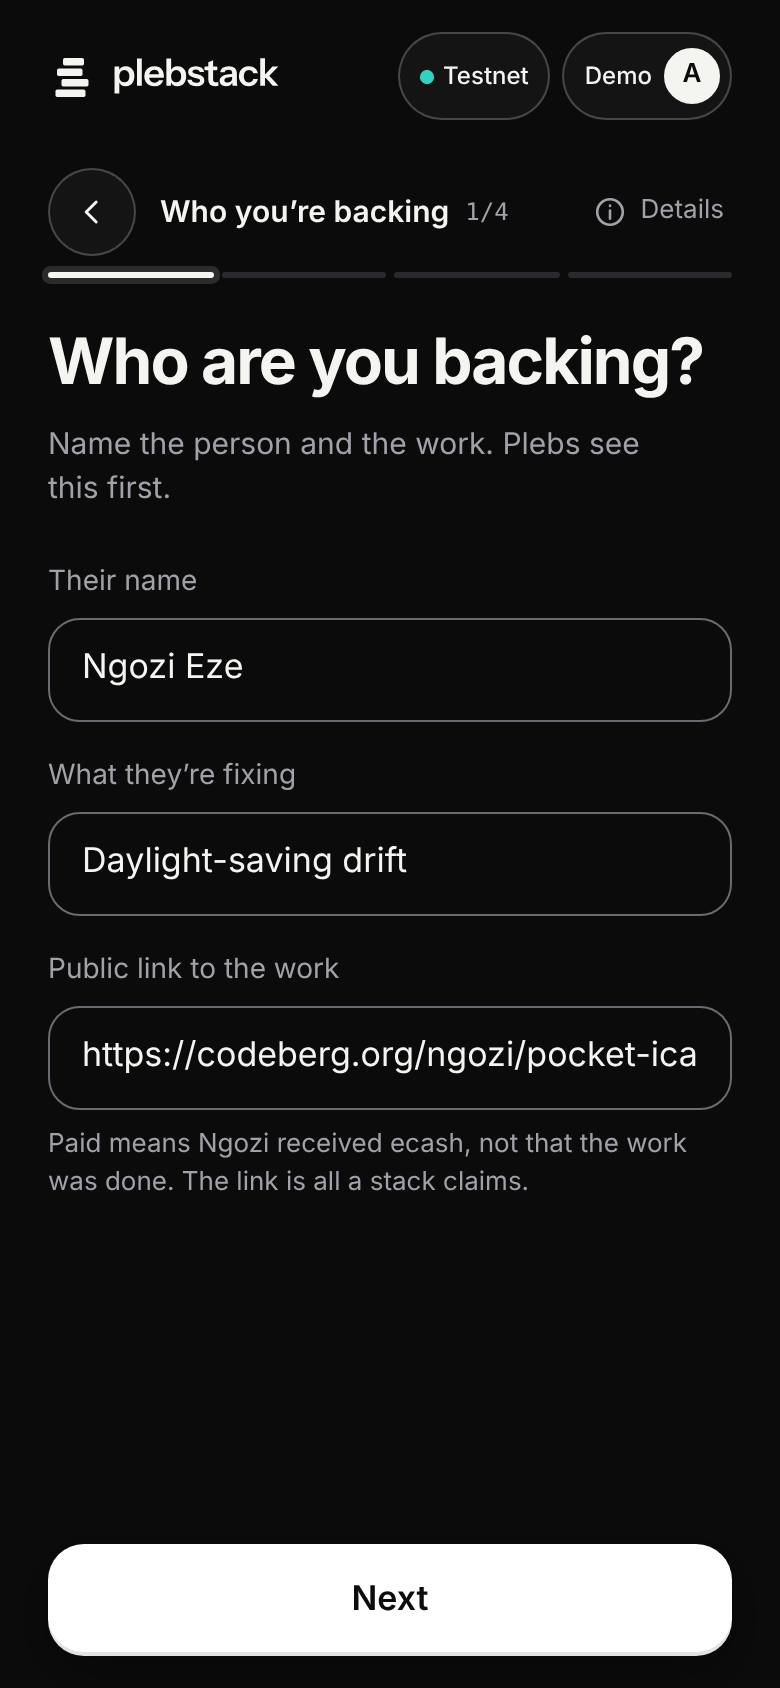 plebstack
Testnet
Demo
A
Who you’re backing 1/4
Details
Who are you backing?
Name the person and the work. Plebs see
this first.
Their name
Ngozi Eze
What they’re fixing
Daylight-saving drift
Public link to the work
https://codeberg.org/ngozi/pocket-ica
Paid means Ngozi received ecash, not that the work
was done. The link is all a stack claims.
Next